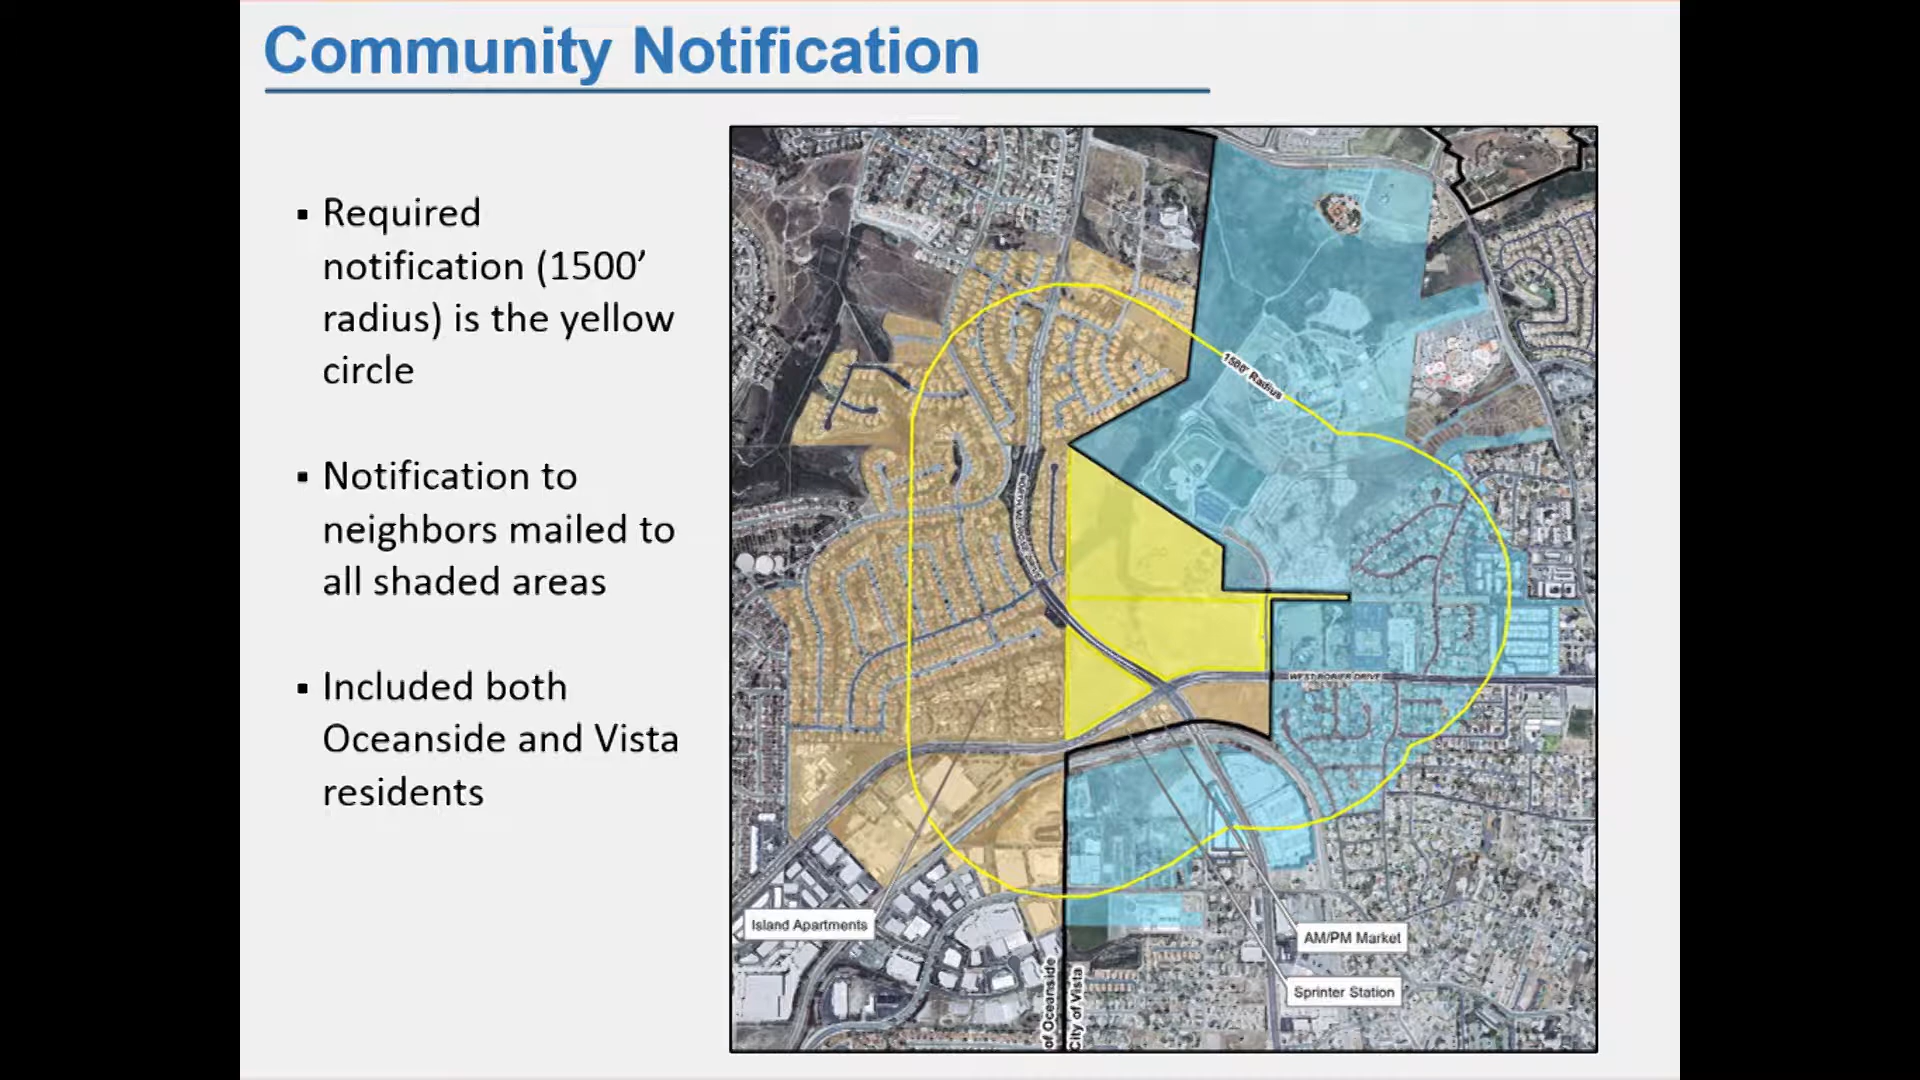 Community Notification
▪ Required
notification (1500’
radius) is the yellow
circle
▪ Notification to
neighbors mailed to
all shaded areas
▪ Included both
Oceanside and Vista
residents
1500' Radius
WEST BOBIER DRIVE
Island Apartments
AM/PM Market
Sprinter Station
of Oceanside
City of Vista